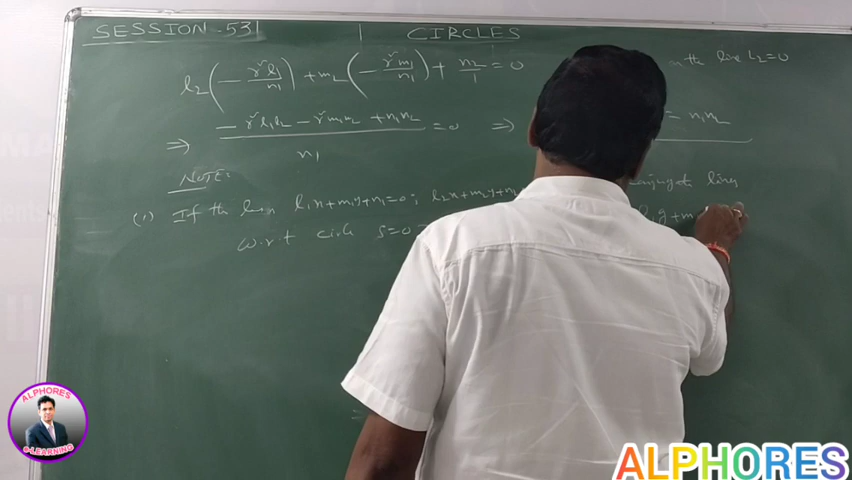 SESSION-53 CIRCLES
l₂(-r²l₁/n₁) + m₂(-r²m₁/n₁) + n₂/1 = 0 the line L₂=0
⇒ (-r²l₁l₂ - r²m₁m₂ + n₁n₂)/n₁ = 0 ⇒ = n₁n₂
NOTE:
(1) If the lines l₁x+m₁y+n₁=0; l₂x+m₂y+n₂ lines
w.r.t circle S=0 l₁g+m
ALPHORES
e-LEARNING
ALPHORES